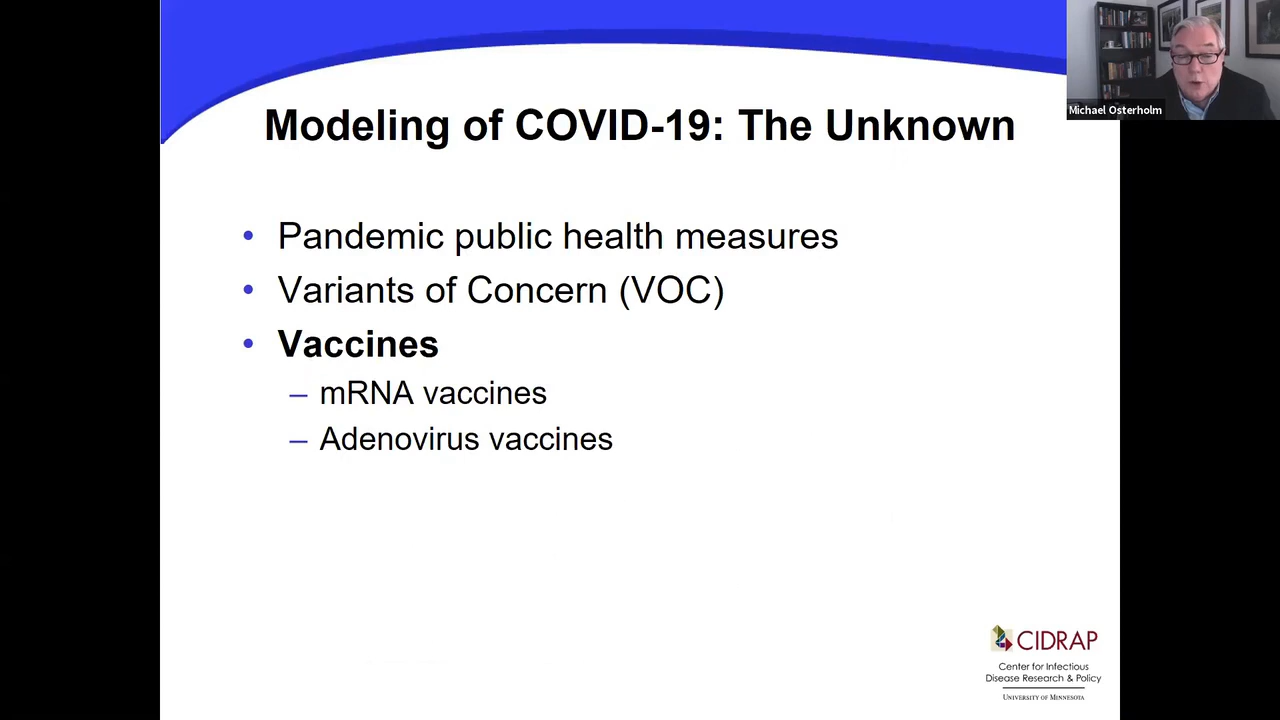 Modeling of COVID-19: The Unknown
Michael Osterholm
• Pandemic public health measures
• Variants of Concern (VOC)
• Vaccines
– mRNA vaccines
– Adenovirus vaccines
CIDRAP
Center for Infectious
Disease Research & Policy
UNIVERSITY OF MINNESOTA